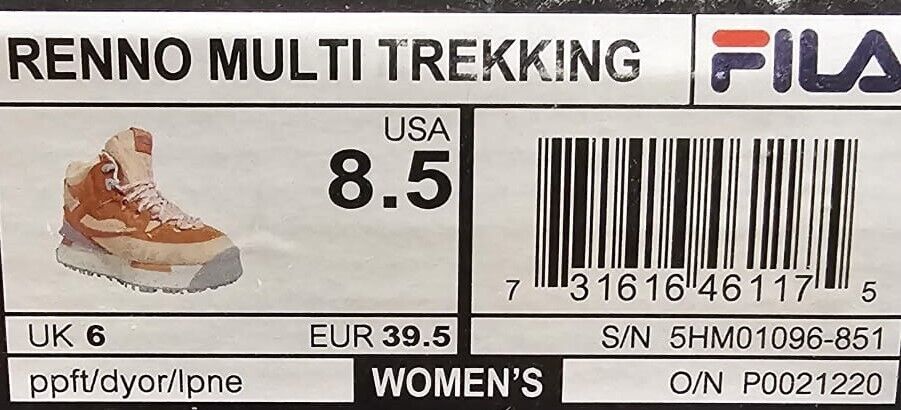 RENNO MULTI TREKKING
FILA
USA
8.5
7 31616 46117 5
UK 6 EUR 39.5
S/N 5HM01096-851
ppft/dyor/lpne
WOMEN'S
O/N P0021220